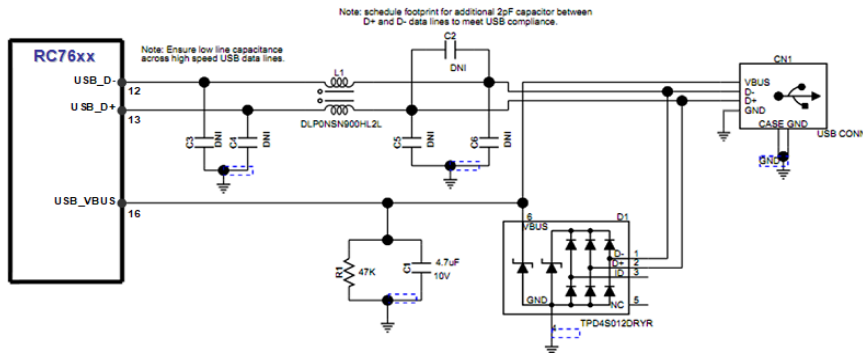 Note: schedule footprint for additional 2pF capacitor between
D+ and D- data lines to meet USB compliance.
RC76xx
Note: Ensure low line capacitance
across high speed USB data lines.
C2
DNI
CN1
USB_D-
12
L1
VBUS
D-
D+
GND
USB_D+
13
DLP0NSN900HL2L
CASE GND
USB CONN
C3
DNI
C4
DNI
C5
DNI
C6
DNI
GND
USB_VBUS
16
6
D1
VBUS
R1
47K
C1
4.7uF
10V
D-
1
D+
2
ID
3
GND
NC
5
4
TPD4S012DRYR